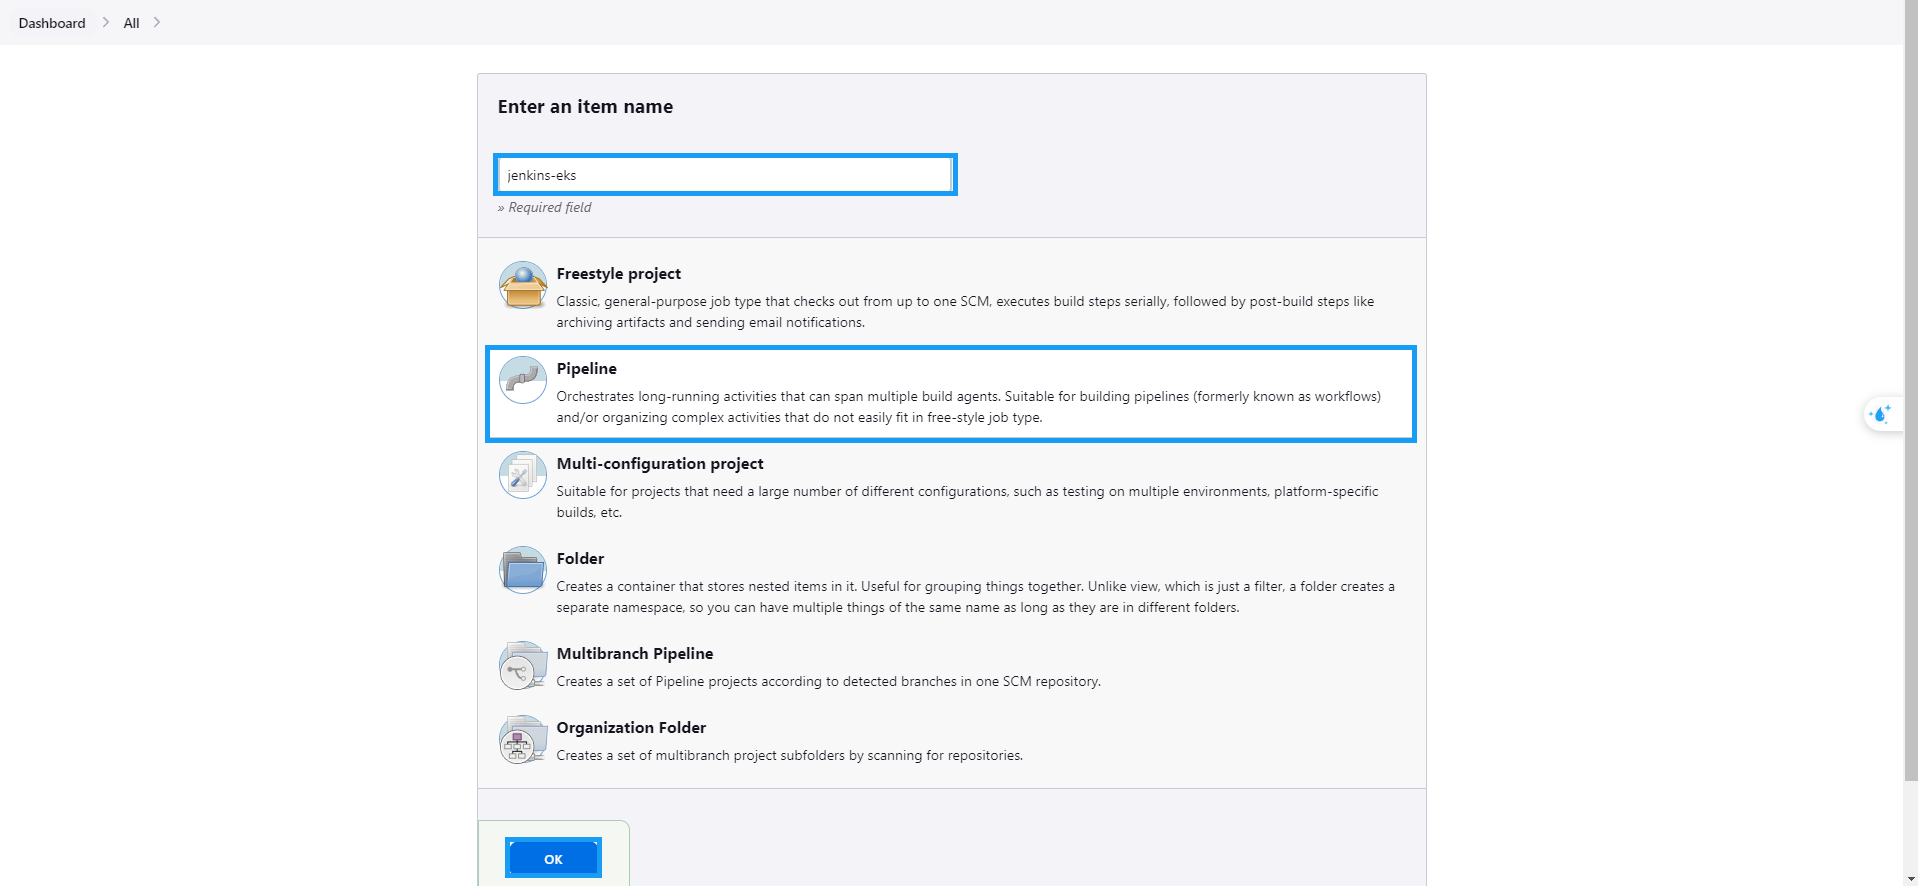 Dashboard
All
Enter an item name
jenkins-eks
» Required field
Freestyle project
Classic, general-purpose job type that checks out from up to one SCM, executes build steps serially, followed by post-build steps like
archiving artifacts and sending email notifications.
Pipeline
Orchestrates long-running activities that can span multiple build agents. Suitable for building pipelines (formerly known as workflows)
and/or organizing complex activities that do not easily fit in free-style job type.
Multi-configuration project
Suitable for projects that need a large number of different configurations, such as testing on multiple environments, platform-specific
builds, etc.
Folder
Creates a container that stores nested items in it. Useful for grouping things together. Unlike view, which is just a filter, a folder creates a
separate namespace, so you can have multiple things of the same name as long as they are in different folders.
Multibranch Pipeline
Creates a set of Pipeline projects according to detected branches in one SCM repository.
Organization Folder
Creates a set of multibranch project subfolders by scanning for repositories.
OK